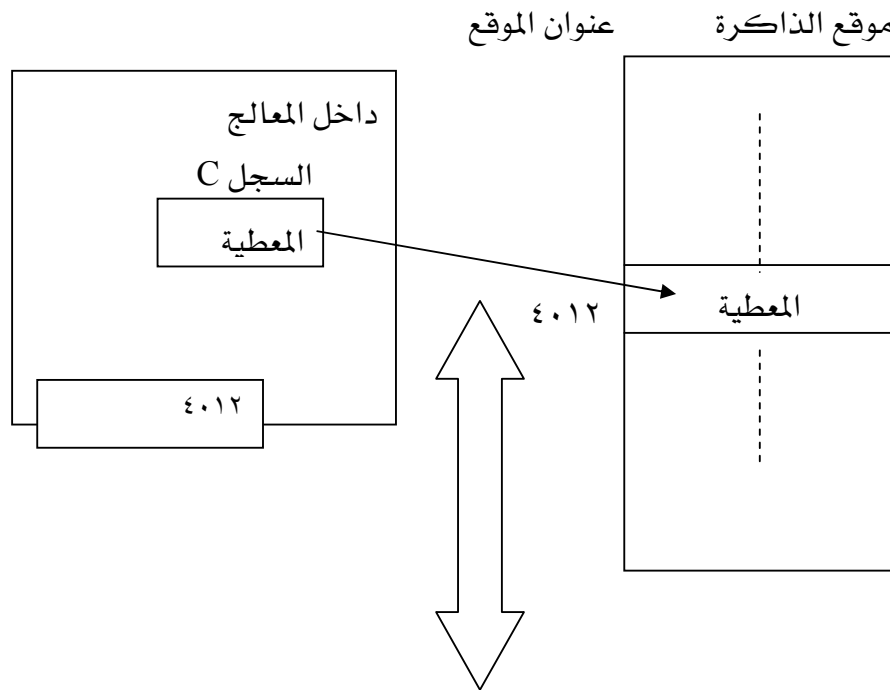 موقع الذاكرة
عنوان الموقع
داخل المعالج
السجل C
المعطية
المعطية
٤٠١٢
٤٠١٢